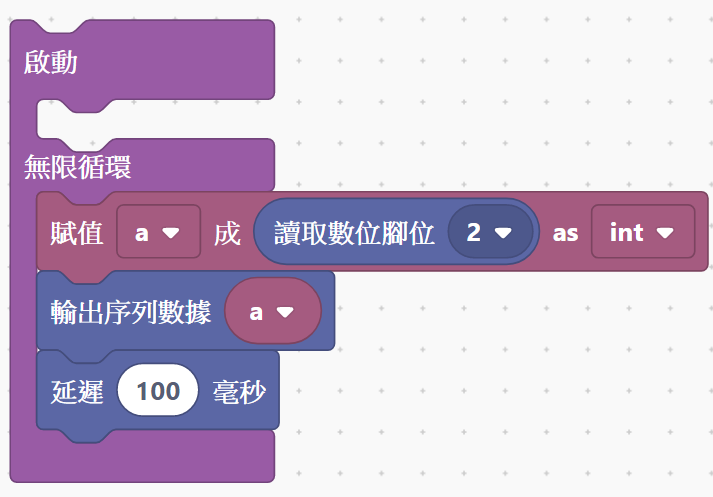 啟動
無限循環
賦值 a 成 讀取數位腳位 2 as int
輸出序列數據 a
延遲 100 毫秒